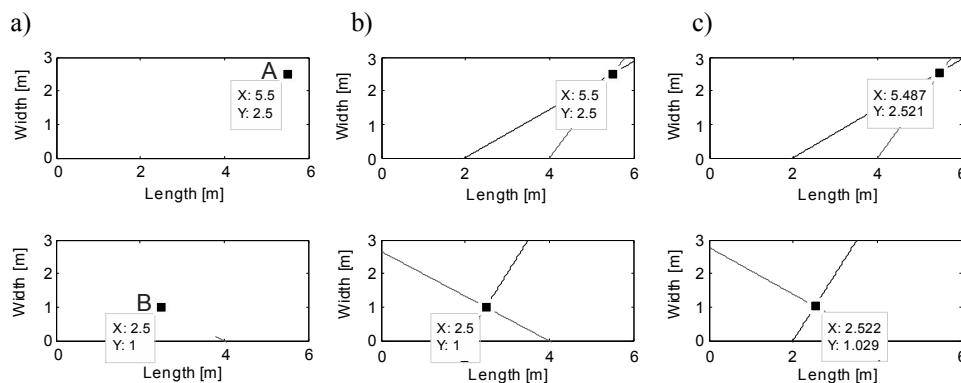 a)
b)
c)
3
2
1
0
Width [m]
A
X: 5.5
Y: 2.5
0
2
4
6
Length [m]
3
2
1
0
Width [m]
X: 5.5
Y: 2.5
0
2
4
6
Length [m]
3
2
1
0
Width [m]
X: 5.487
Y: 2.521
0
2
4
6
Length [m]
3
2
1
0
Width [m]
B
X: 2.5
Y: 1
0
2
4
6
Length [m]
3
2
1
0
Width [m]
X: 2.5
Y: 1
0
4
6
Length [m]
3
2
1
0
Width [m]
X: 2.522
Y: 1.029
0
2
4
6
Length [m]